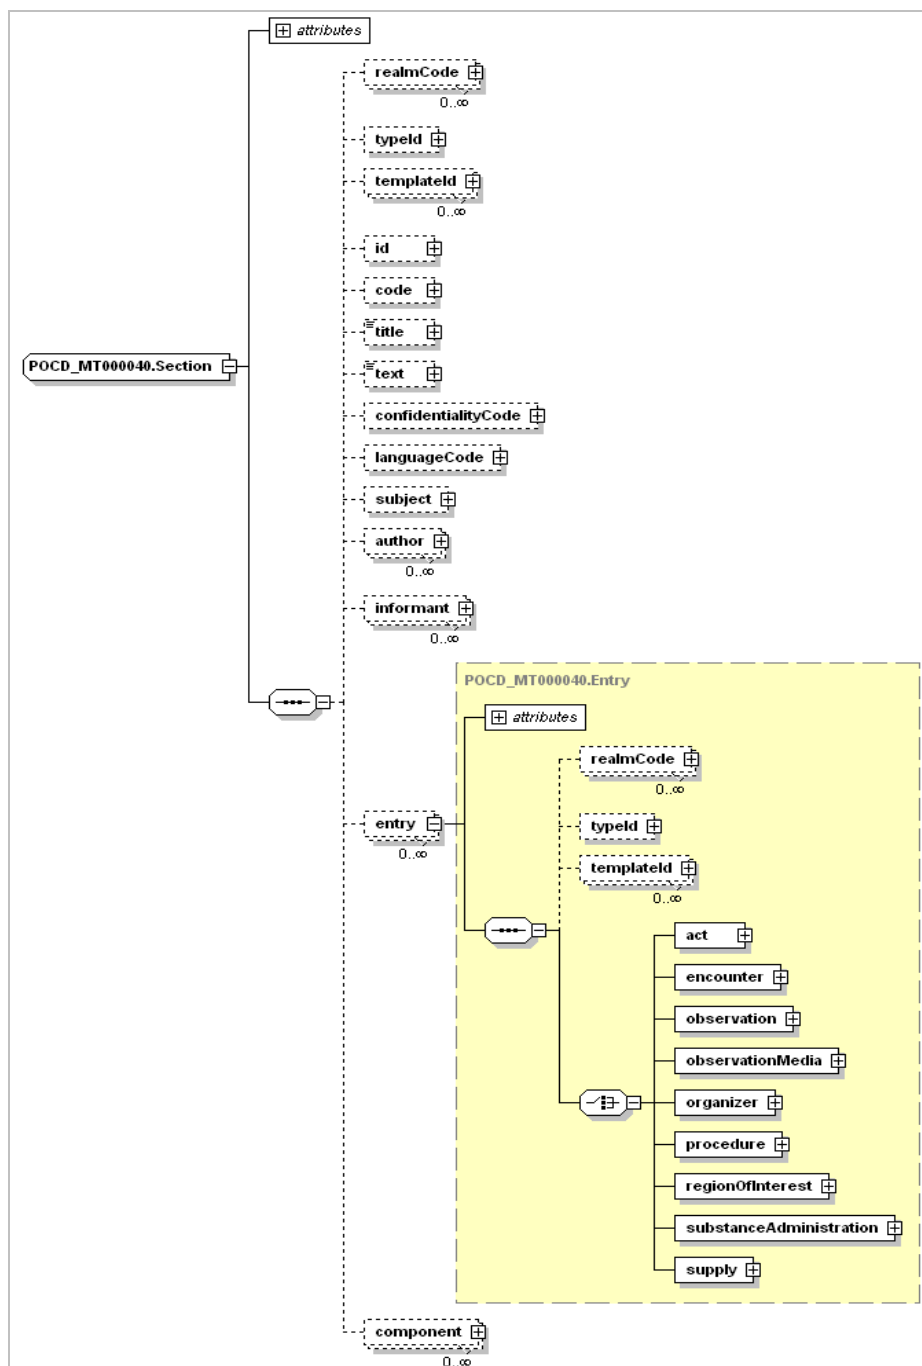 attributes
realmCode
0..∞
typeId
templateId
0..∞
id
code
title
text
POCD_MT000040.Section
confidentialityCode
languageCode
subject
author
0..∞
informant
0..∞
POCD_MT000040.Entry
attributes
realmCode
0..∞
entry
0..∞
typeId
templateId
0..∞
act
encounter
observation
observationMedia
organizer
procedure
regionOfInterest
substanceAdministration
supply
component
0..∞